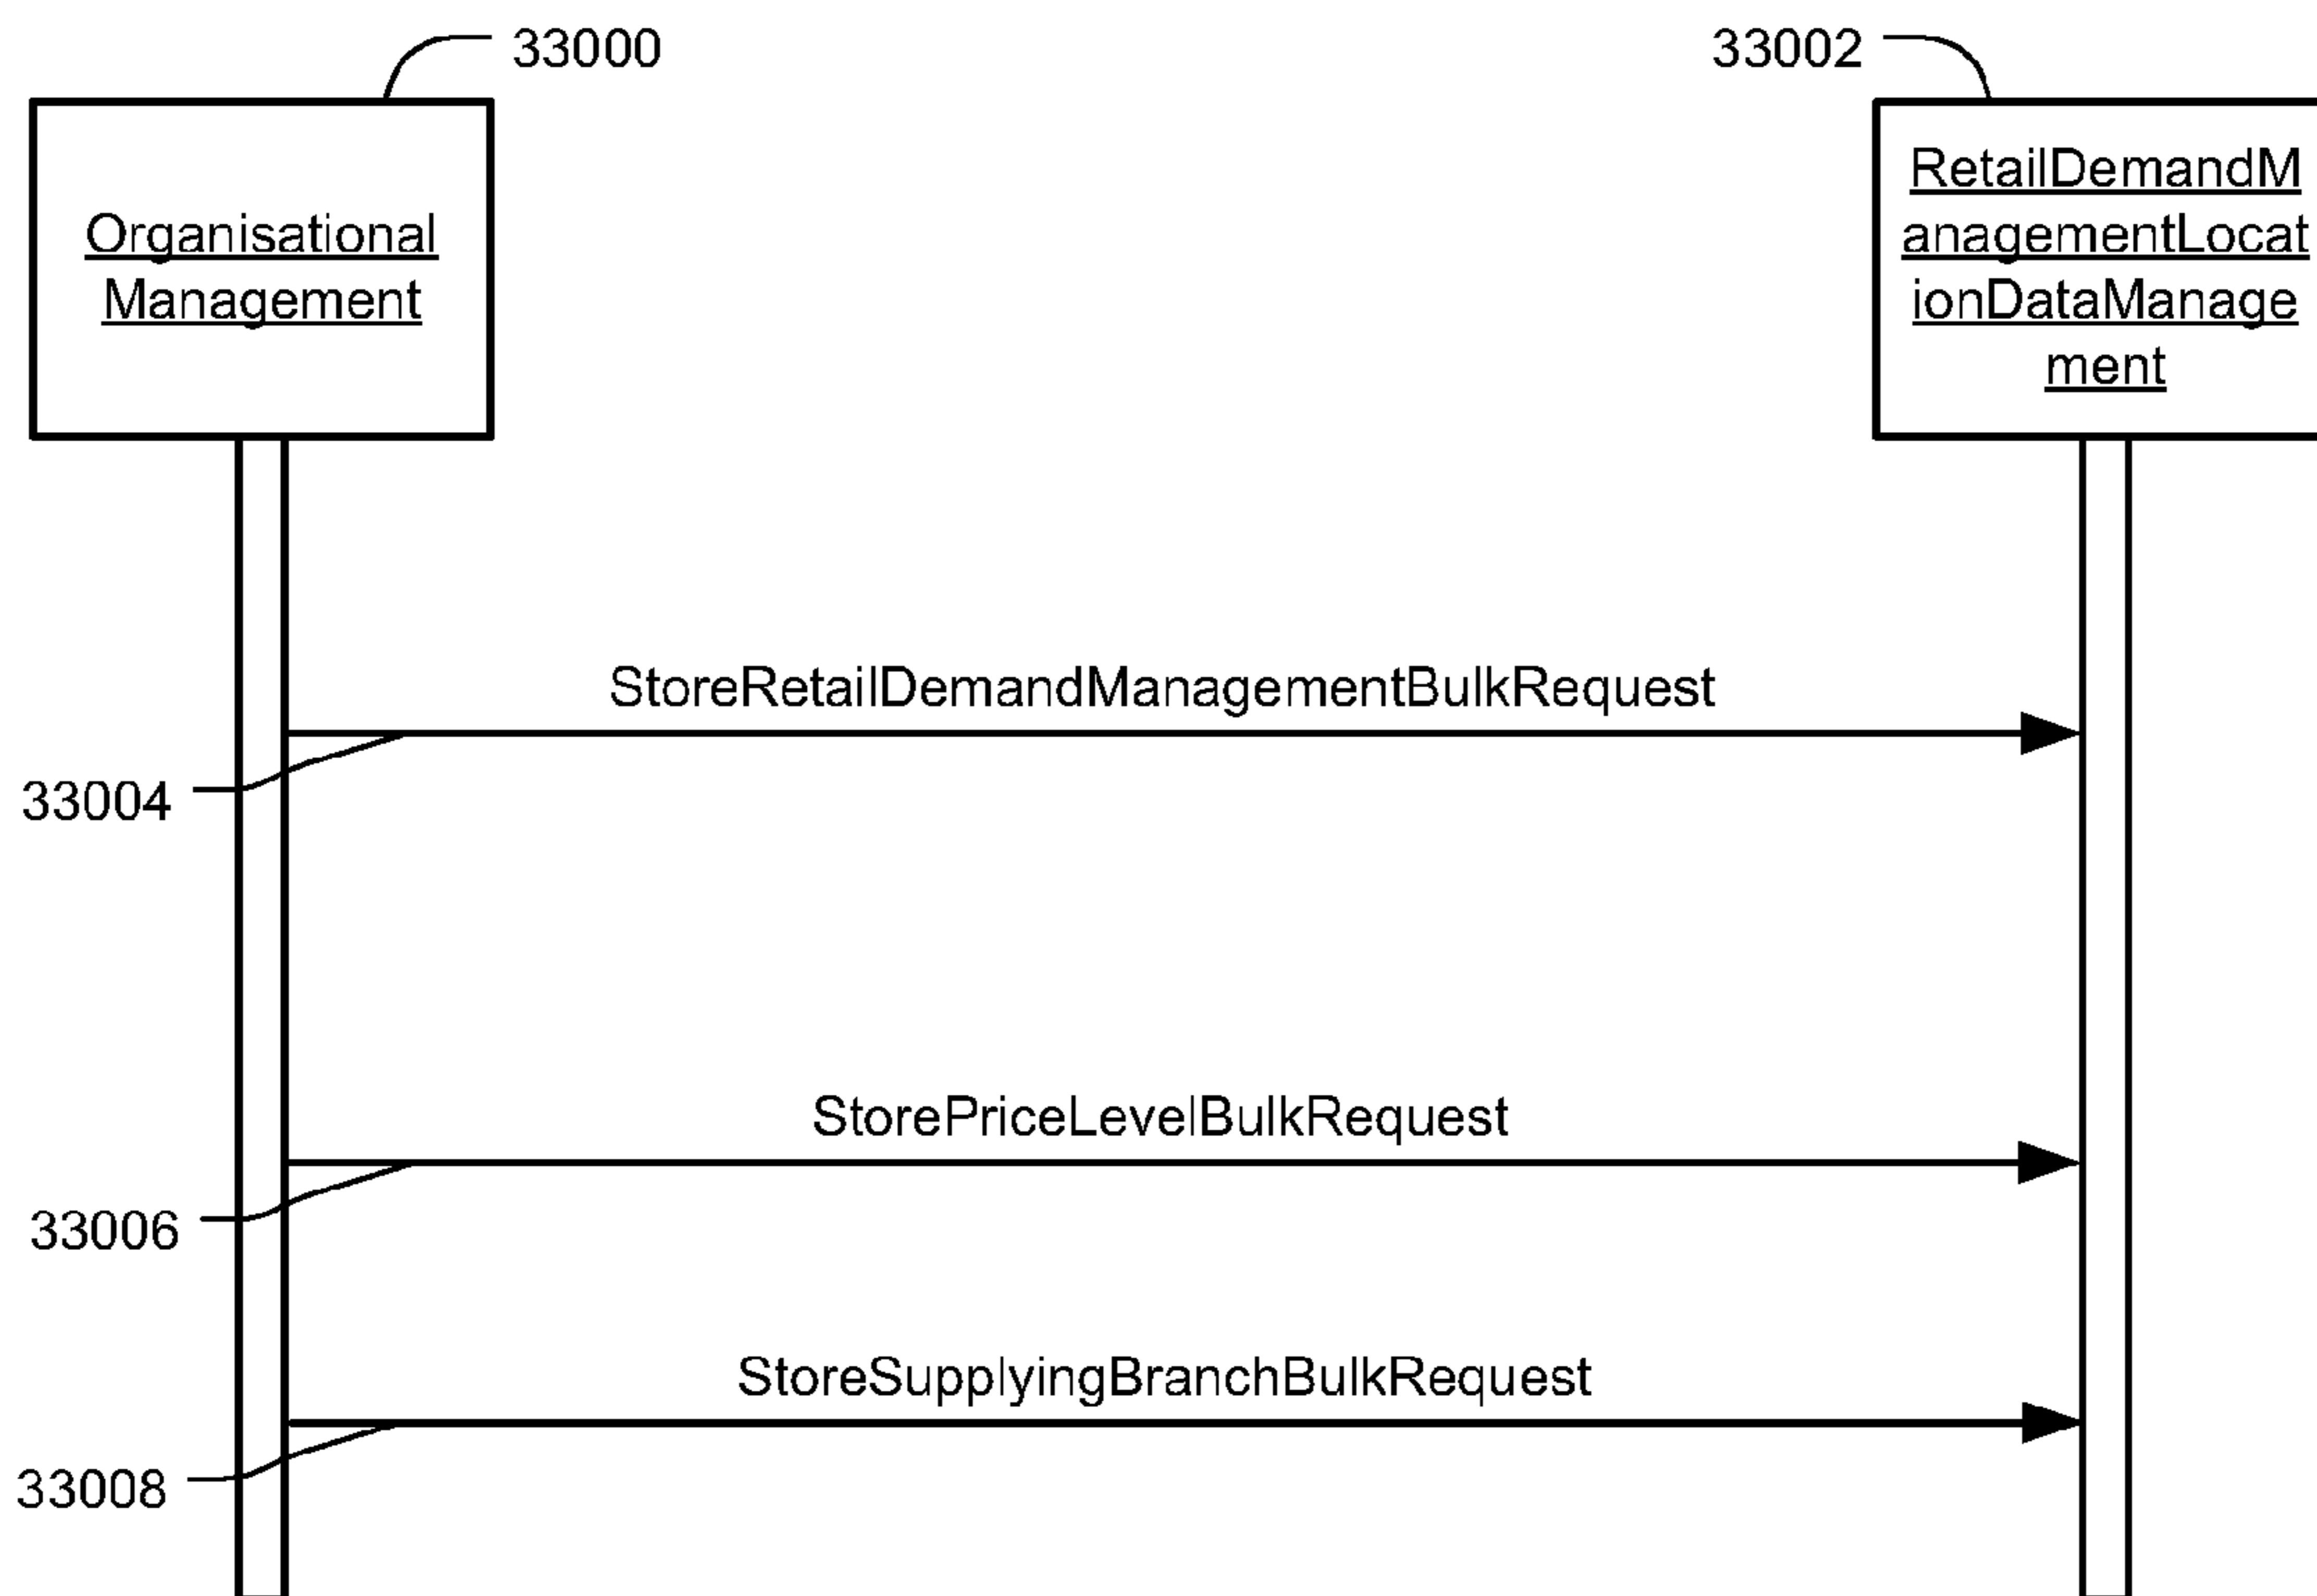 33000
33002
Organisational
Management
RetailDemandM
anagementLocat
ionDataManage
ment
StoreRetailDemandManagementBulkRequest
33004
StorePriceLevelBulkRequest
33006
StoreSupplyingBranchBulkRequest
33008